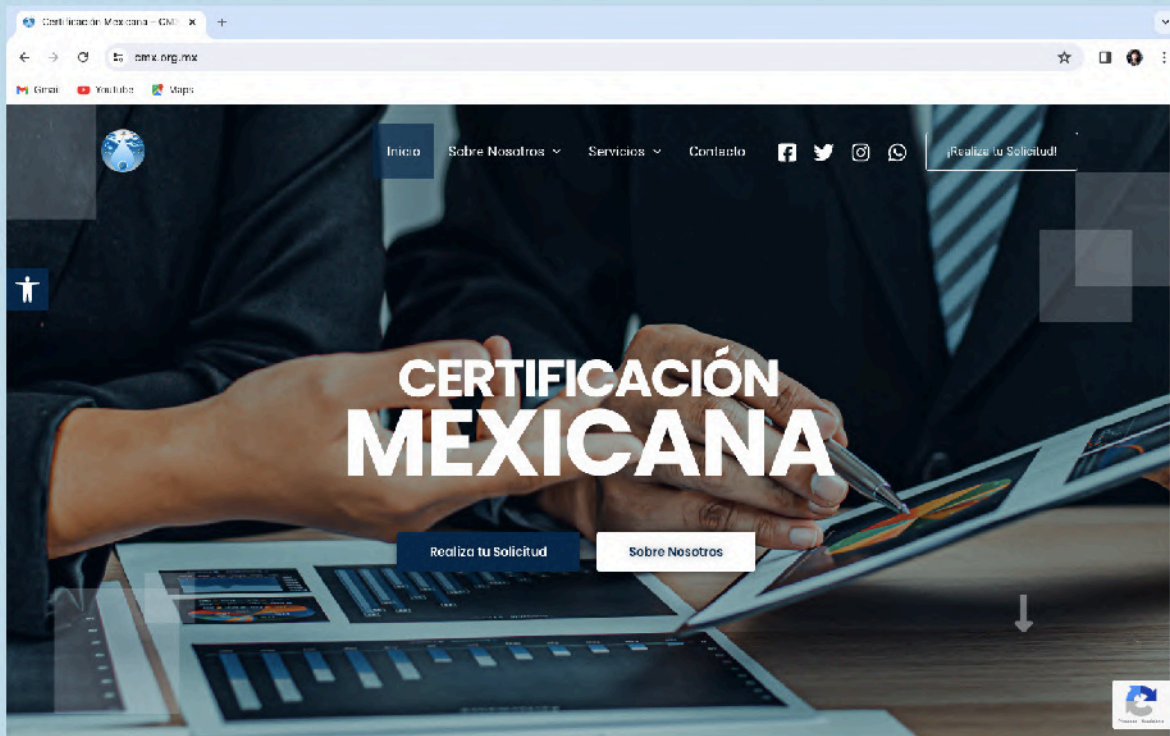 Certificación Mexicana – CM
cmx.org.mx
Gmail Youtube Maps
Inicio Sobre Nosotros Servicios Contacto ¡Realiza tu Solicitud!
CERTIFICACIÓN
MEXICANA
Realiza tu Solicitud Sobre Nosotros